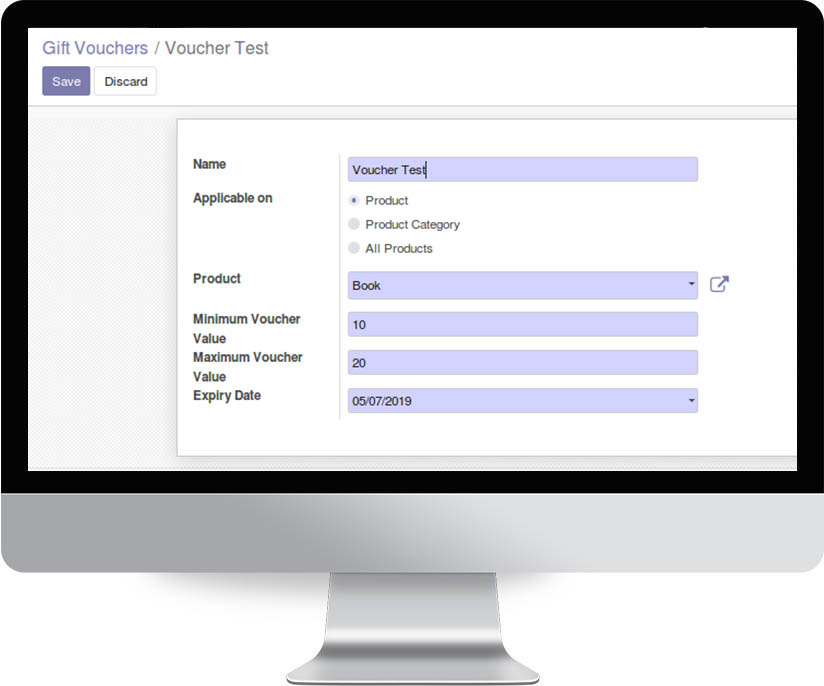 Gift Vouchers / Voucher Test
Save Discard
Name Voucher Test
Applicable on Product
Product Category
All Products
Product Book
Minimum Voucher
Value
10
Maximum Voucher
Value
20
Expiry Date 05/07/2019